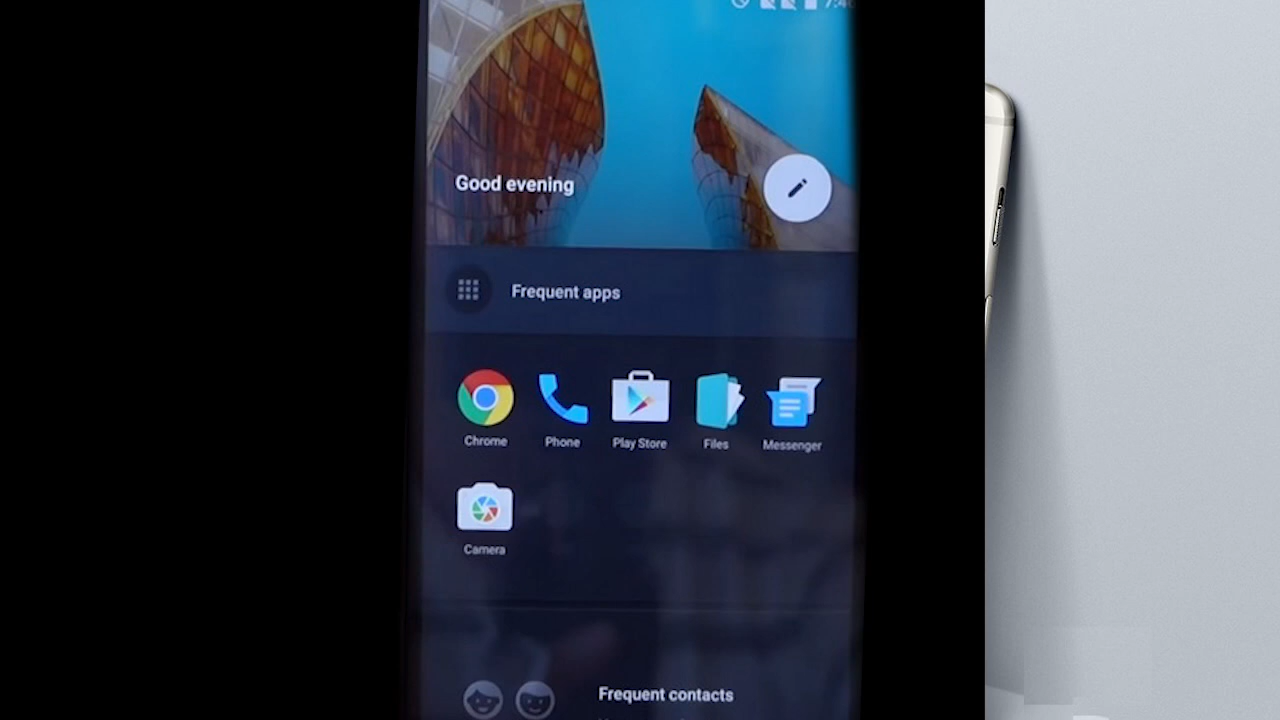 Good evening
Frequent apps
Chrome
Phone
Play Store
Files
Messenger
Camera
Frequent contacts